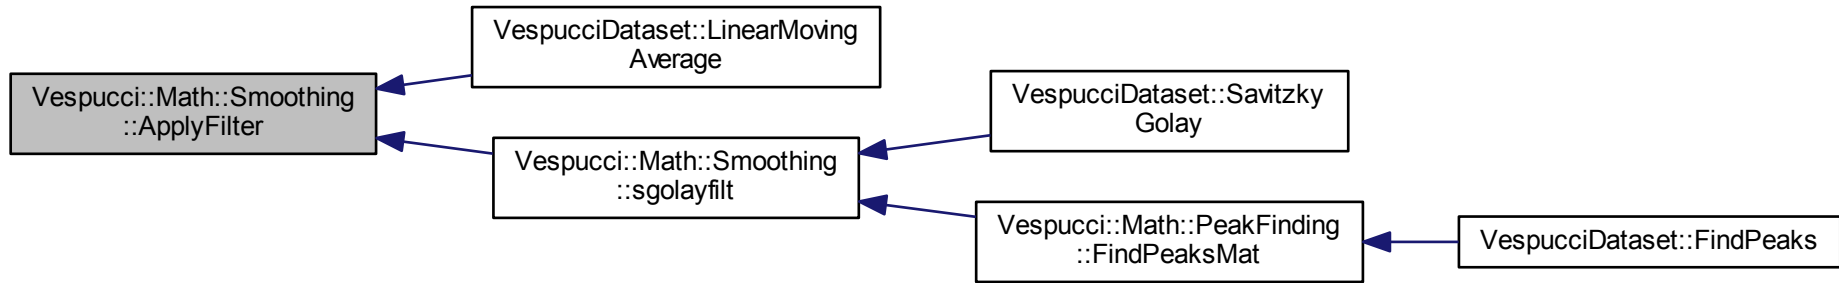 VespucciDataset::LinearMoving
Average
Vespucci::Math::Smoothing
::ApplyFilter
VespucciDataset::Savitzky
Golay
Vespucci::Math::Smoothing
::sgolayfilt
Vespucci::Math::PeakFinding
::FindPeaksMat
VespucciDataset::FindPeaks